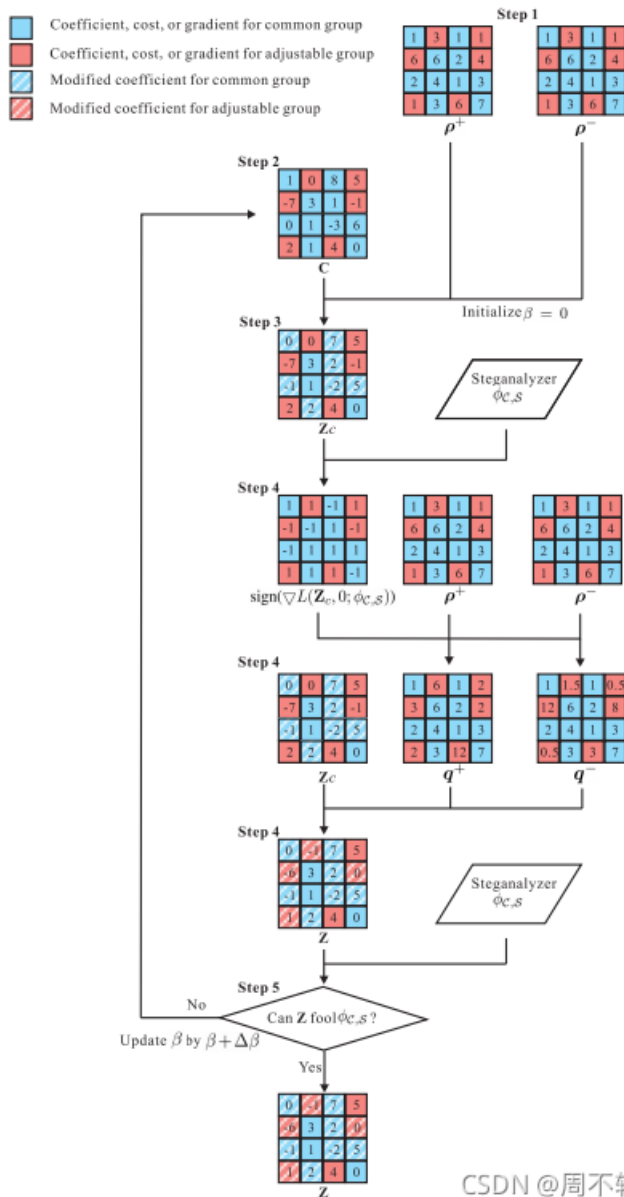 Coefficient, cost, or gradient for common group
Coefficient, cost, or gradient for adjustable group
Modified coefficient for common group
Modified coefficient for adjustable group
Step 1
1 3 1 1
6 6 2 4
2 4 1 3
1 3 6 7
ρ⁺
1 3 1 1
6 6 2 4
2 4 1 3
1 3 6 7
ρ⁻
Step 2
1 0 8 5
-7 3 1 -1
0 1 -3 6
2 1 4 0
C
Initialize β = 0
Step 3
0 0 7 5
-7 3 2 -1
-1 1 -2 5
2 2 4 0
Zc
Steganalyzer
ϕC,S
Step 4
1 1 -1 1
-1 -1 1 -1
-1 1 1 1
1 1 1 -1
sign(▽L(Zc,0;ϕC,S))
1 3 1 1
6 6 2 4
2 4 1 3
1 3 6 7
ρ⁺
1 3 1 1
6 6 2 4
2 4 1 3
1 3 6 7
ρ⁻
Step 4
0 0 7 5
-7 3 2 -1
-1 1 -2 5
2 2 4 0
Zc
1 6 1 2
3 6 2 2
2 4 1 3
2 3 12 7
q⁺
1 1.5 1 0.5
12 6 2 8
2 4 1 3
0.5 3 3 7
q⁻
Step 4
0 -1 7 5
-6 3 2 0
-1 1 -2 5
1 2 4 0
Z
Steganalyzer
ϕC,S
Step 5
Can Z fool ϕC,S?
No
Update β by β + Δβ
Yes
0 -1 7 5
-6 3 2 0
-1 1 -2 5
1 2 4 0
Z
CSDN @周不